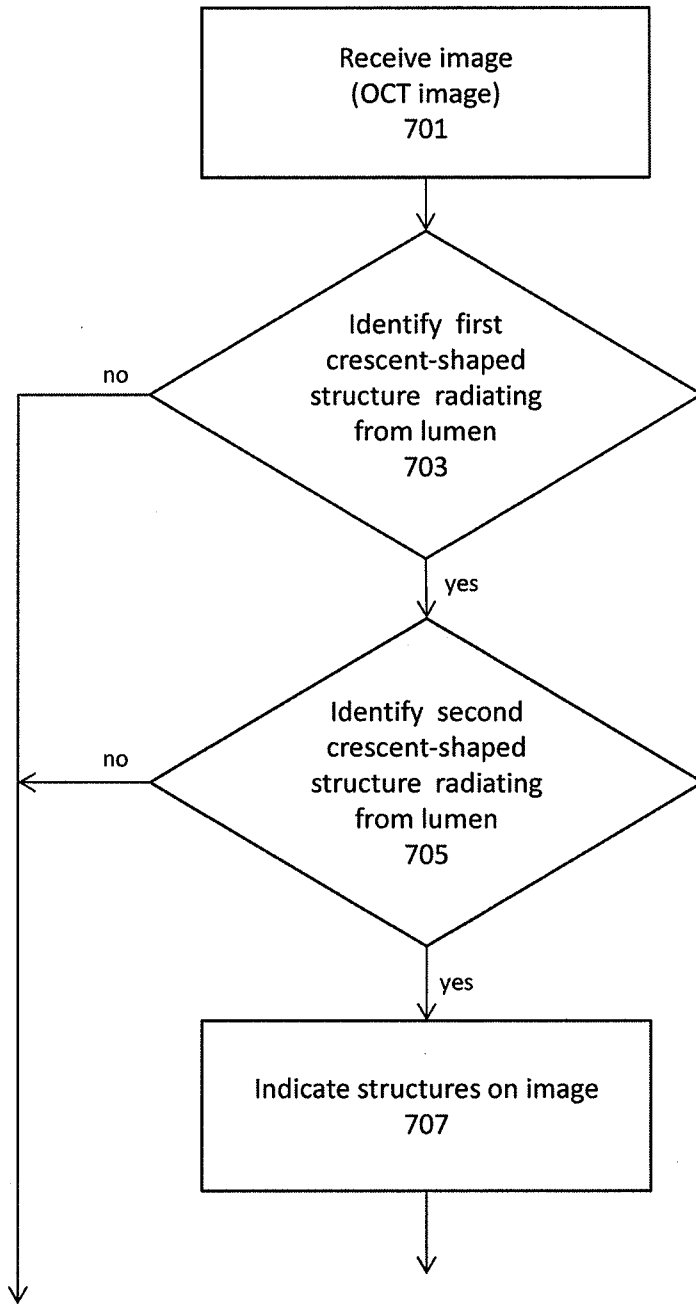 Receive image
(OCT image)
701
Identify first
crescent-shaped
structure radiating
from lumen
703
no
yes
Identify second
crescent-shaped
structure radiating
from lumen
705
no
yes
Indicate structures on image
707